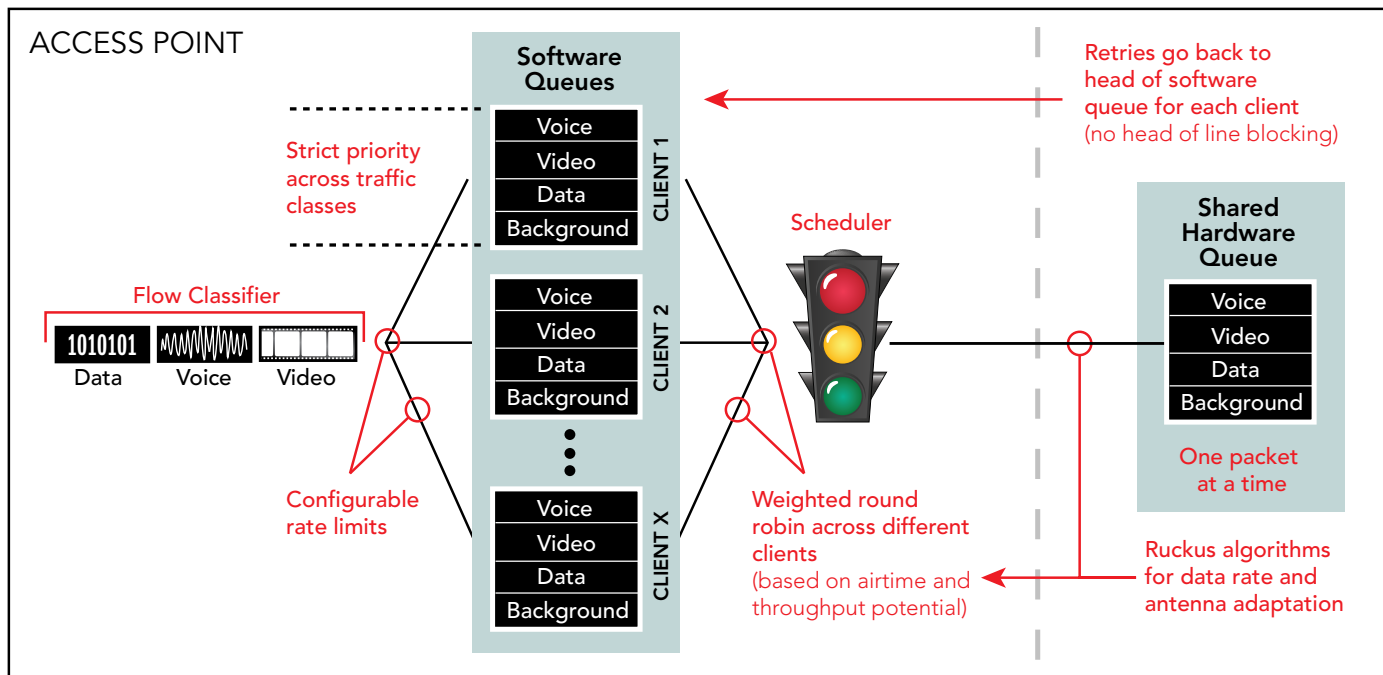 ACCESS POINT
Software
Queues
Voice
Video
Data
Background
CLIENT 1
Voice
Video
Data
Background
CLIENT 2
Voice
Video
Data
Background
CLIENT X
Strict priority
across traffic
classes
Flow Classifier
1010101
Data
Voice
Video
Configurable
rate limits
Scheduler
Weighted round
robin across different
clients
(based on airtime and
throughput potential)
Retries go back to
head of software
queue for each client
(no head of line blocking)
Shared
Hardware
Queue
Voice
Video
Data
Background
One packet
at a time
Ruckus algorithms
for data rate and
antenna adaptation